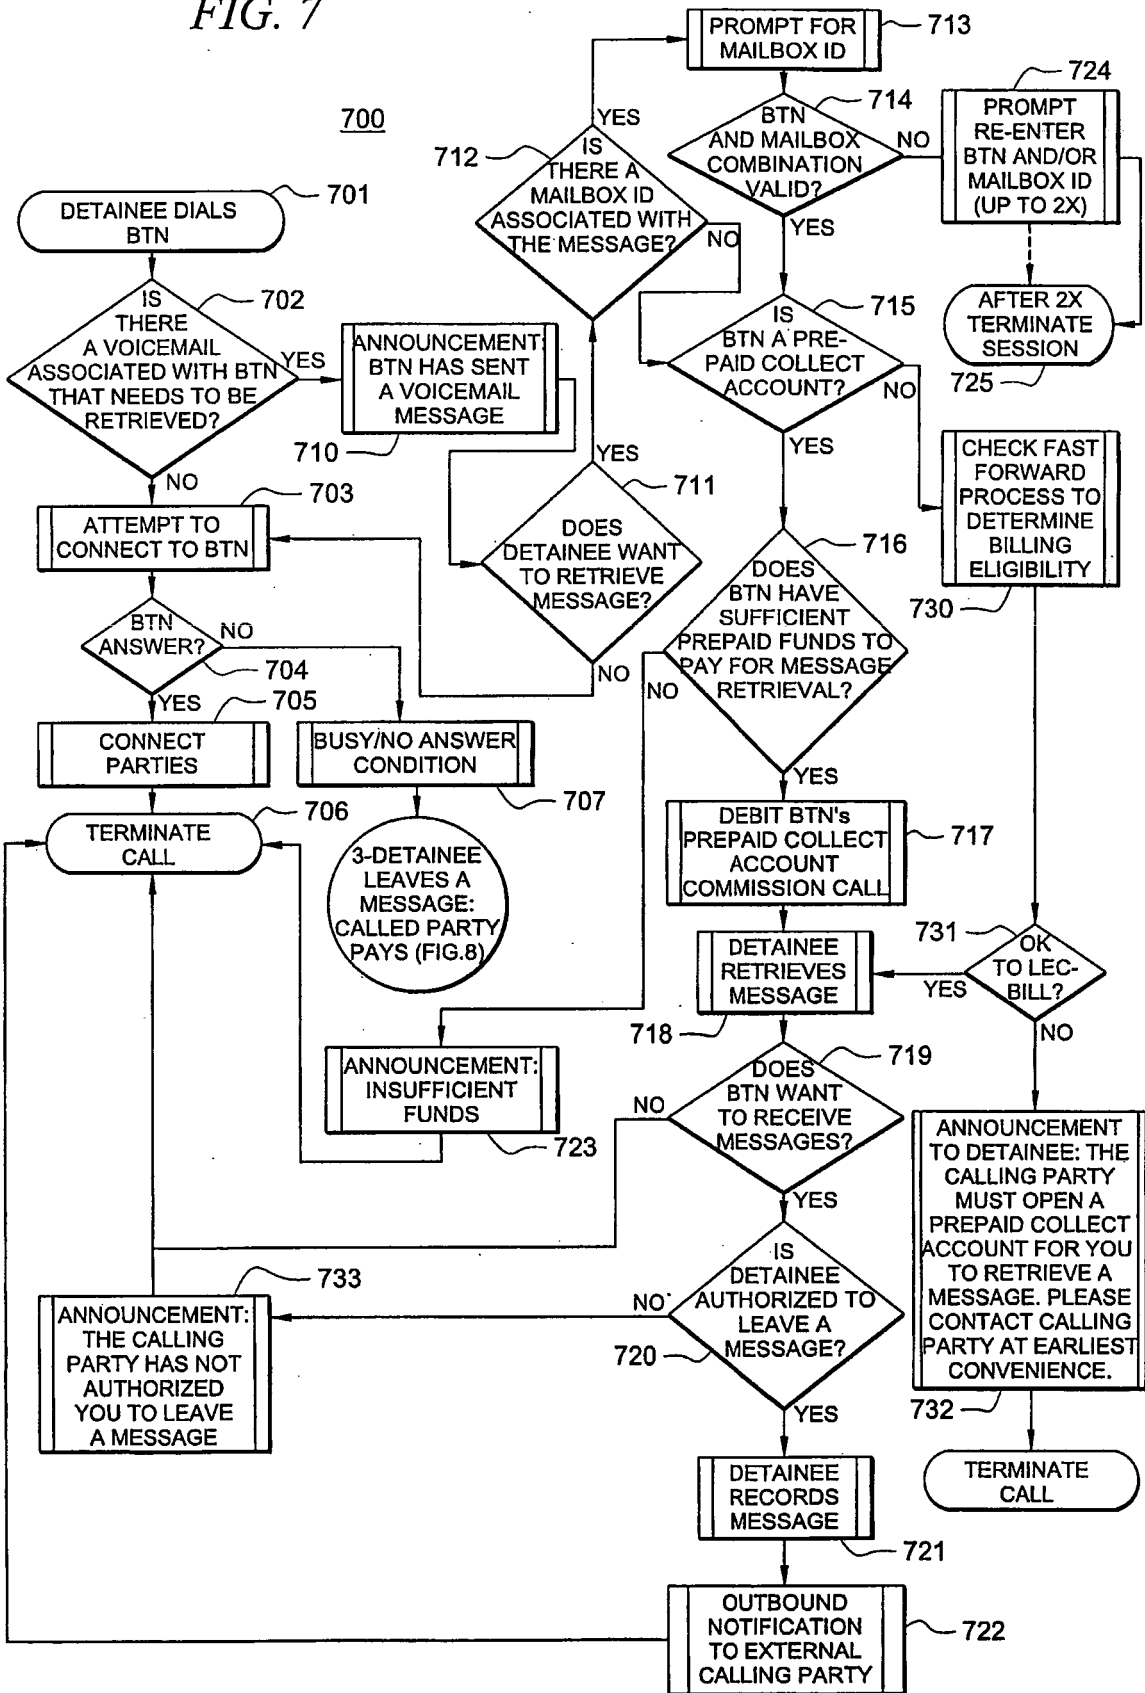 FIG. 7
700
701
DETAINEE DIALS
BTN
702
IS
THERE
A VOICEMAIL
ASSOCIATED WITH BTN
THAT NEEDS TO BE
RETRIEVED?
YES
NO
ANNOUNCEMENT:
BTN HAS SENT
A VOICEMAIL
MESSAGE
710
703
ATTEMPT TO
CONNECT TO BTN
BTN
ANSWER?
NO
704
YES
705
CONNECT
PARTIES
706
TERMINATE
CALL
BUSY/NO ANSWER
CONDITION
707
3-DETAINEE
LEAVES A
MESSAGE:
CALLED PARTY
PAYS (FIG.8)
711
DOES
DETAINEE WANT
TO RETRIEVE
MESSAGE?
YES
NO
712
IS
THERE A
MAILBOX ID
ASSOCIATED WITH
THE MESSAGE?
YES
NO
713
PROMPT FOR
MAILBOX ID
714
BTN
AND MAILBOX
COMBINATION
VALID?
NO
YES
724
PROMPT
RE-ENTER
BTN AND/OR
MAILBOX ID
(UP TO 2X)
AFTER 2X
TERMINATE
SESSION
725
715
IS
BTN A PRE-
PAID COLLECT
ACCOUNT?
NO
YES
CHECK FAST
FORWARD
PROCESS TO
DETERMINE
BILLING
ELIGIBILITY
730
716
DOES
BTN HAVE
SUFFICIENT
PREPAID FUNDS TO
PAY FOR MESSAGE
RETRIEVAL?
NO
YES
DEBIT BTN's
PREPAID COLLECT
ACCOUNT
COMMISSION CALL
717
DETAINEE
RETRIEVES
MESSAGE
718
731
OK
TO LEC-
BILL?
YES
NO
ANNOUNCEMENT:
INSUFFICIENT
FUNDS
723
719
DOES
BTN WANT
TO RECEIVE
MESSAGES?
NO
YES
ANNOUNCEMENT
TO DETAINEE: THE
CALLING PARTY
MUST OPEN A
PREPAID COLLECT
ACCOUNT FOR YOU
TO RETRIEVE A
MESSAGE. PLEASE
CONTACT CALLING
PARTY AT EARLIEST
CONVENIENCE.
732
TERMINATE
CALL
IS
DETAINEE
AUTHORIZED TO
LEAVE A
MESSAGE?
720
NO
YES
733
ANNOUNCEMENT:
THE CALLING
PARTY HAS NOT
AUTHORIZED
YOU TO LEAVE
A MESSAGE
DETAINEE
RECORDS
MESSAGE
721
OUTBOUND
NOTIFICATION
TO EXTERNAL
CALLING PARTY
722